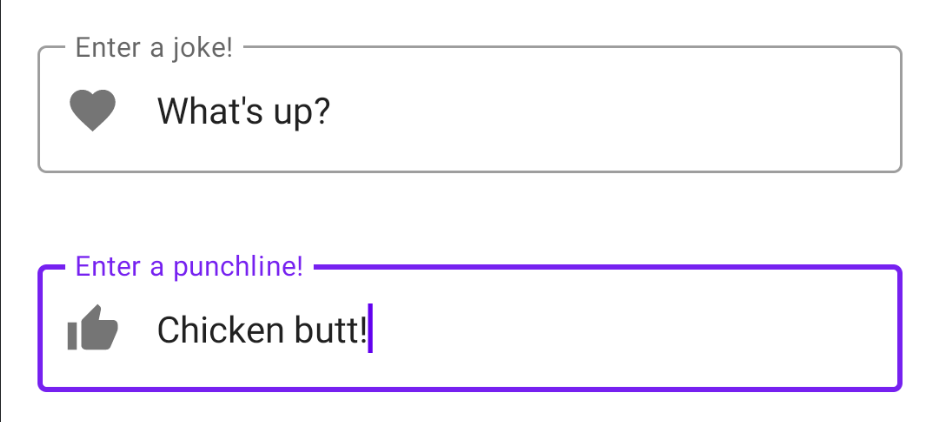 Enter a joke!
What's up?
Enter a punchline!
Chicken butt!